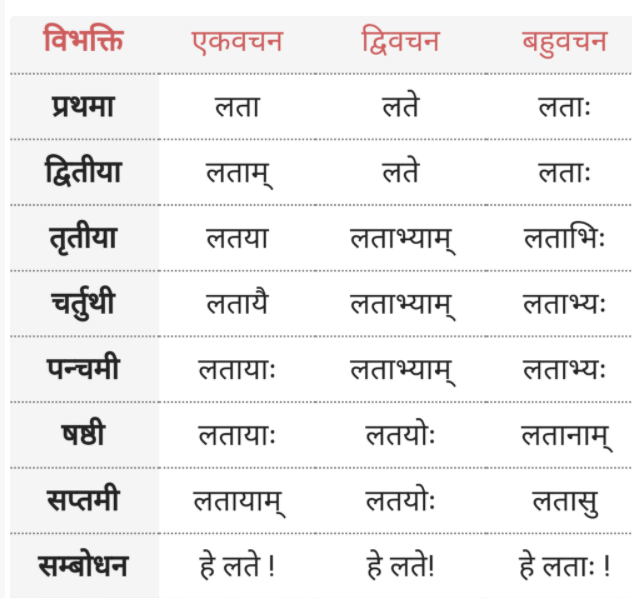 विभक्ति एकवचन द्विवचन बहुवचन
प्रथमा लता लते लताः
द्वितीया लताम् लते लताः
तृतीया लतया लताभ्याम् लताभिः
चर्तुथी लतायै लताभ्याम् लताभ्यः
पन्चमी लतायाः लताभ्याम् लताभ्यः
षष्ठी लतायाः लतयोः लतानाम्
सप्तमी लतायाम् लतयोः लतासु
सम्बोधन हे लते ! हे लते! हे लताः !